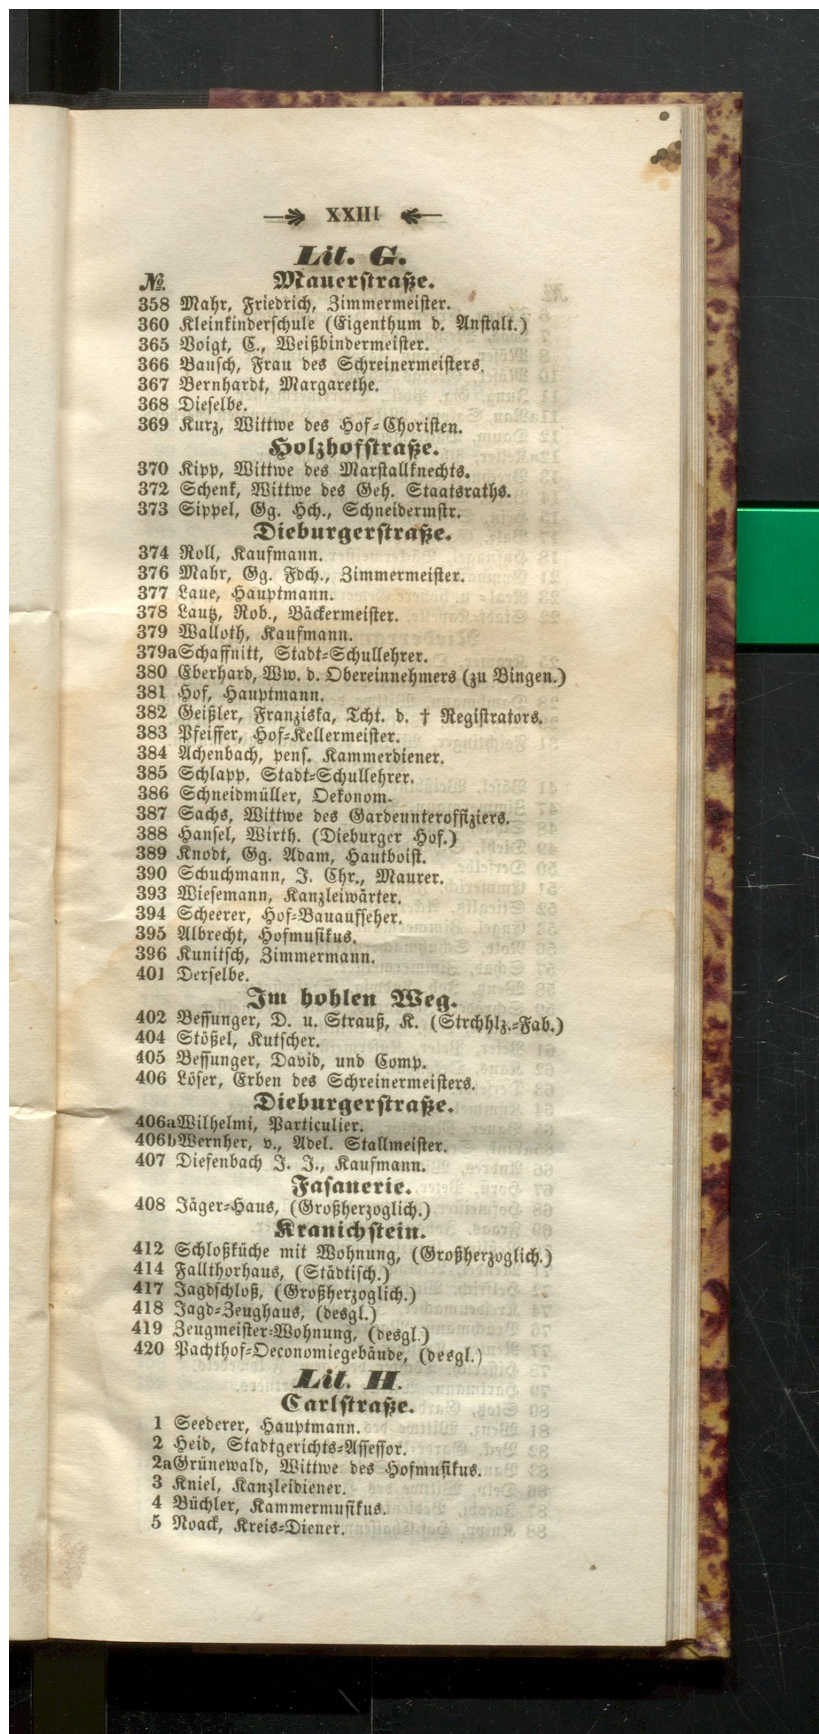 XXIII
Lit. G.
№. Mauerstraße.
358 Mahr, Friedrich, Zimmermeister.
360 Kleinkinderschule (Eigenthum d. Anstalt.)
365 Voigt, C., Weißbindermeister.
366 Bausch, Frau des Schreinermeisters.
367 Bernhardt, Margarethe.
368 Dieselbe.
369 Kurz, Wittwe des Hof-Choristen.
Holzhofstraße.
370 Kipp, Wittwe des Marstallknechts.
372 Schenk, Wittwe des Geh. Staatsraths.
373 Sippel, Gg. Hch., Schneidermstr.
Dieburgerstraße.
374 Roll, Kaufmann.
376 Mahr, Gg. Fdch., Zimmermeister.
377 Laue, Hauptmann.
378 Lautz, Rob., Bäckermeister.
379 Walloth, Kaufmann.
379a Schaffnitt, Stadt-Schullehrer.
380 Eberhard, Ww. d. Obereinnehmers (zu Bingen.)
381 Hof, Hauptmann.
382 Geißler, Franziska, Tcht. d. † Registrators.
383 Pfeiffer, Hof-Kellermeister.
384 Achenbach, pens. Kammerdiener.
385 Schlapp, Stadt-Schullehrer.
386 Schneidmüller, Oekonom.
387 Sachs, Wittwe des Gardeunteroffiziers.
388 Hansel, Wirth. (Dieburger Hof.)
389 Knodt, Gg. Adam, Hautboist.
390 Schuchmann, J. Chr., Maurer.
393 Wiesemann, Kanzleiwärter.
394 Scheerer, Hof-Bauaufseher.
395 Albrecht, Hofmusikus.
396 Kunitsch, Zimmermann.
401 Derselbe.
Im hohlen Weg.
402 Bessunger, D. u. Strauß, K. (Strchhlz.-Fab.)
404 Stößel, Kutscher.
405 Bessunger, David, und Comp.
406 Löser, Erben des Schreinermeisters.
Dieburgerstraße.
406a Wilhelmi, Particulier.
406b Wernher, v., Adel. Stallmeister.
407 Diefenbach J. J., Kaufmann.
Fasanerie.
408 Jäger-Haus, (Großherzoglich.)
Kranichstein.
412 Schloßküche mit Wohnung, (Großherzoglich.)
414 Fallthorhaus, (Städtisch.)
417 Jagdschloß, (Großherzoglich.)
418 Jagd-Zeughaus, (desgl.)
419 Zeugmeister-Wohnung, (desgl.)
420 Pachthof-Oeconomiegebäude, (desgl.)
Lit. H.
Carlstraße.
1 Seederer, Hauptmann.
2 Heid, Stadtgerichts-Assessor.
2a Grünewald, Wittwe des Hofmusikus.
3 Kniel, Kanzleidiener.
4 Büchler, Kammermusikus.
5 Noack, Kreis-Diener.